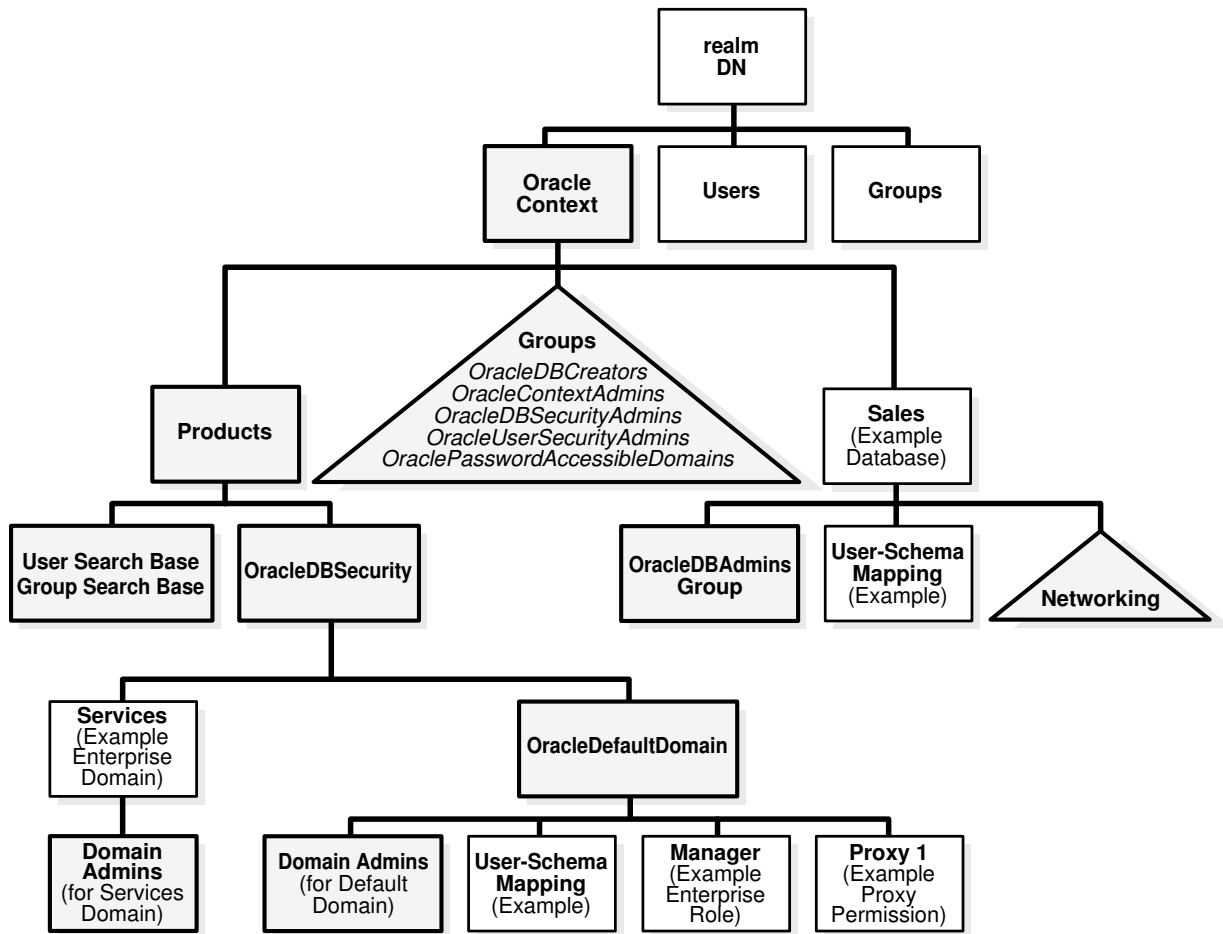 realm
DN
Oracle
Context
Users
Groups
Groups
OracleDBCreators
OracleContextAdmins
OracleDBSecurityAdmins
OracleUserSecurityAdmins
OraclePasswordAccessibleDomains
Products
Sales
(Example
Database)
User Search Base
Group Search Base
OracleDBSecurity
OracleDBAdmins
Group
User-Schema
Mapping
(Example)
Networking
Services
(Example
Enterprise
Domain)
OracleDefaultDomain
Domain
Admins
(for Services
Domain)
Domain Admins
(for Default
Domain)
User-Schema
Mapping
(Example)
Manager
(Example
Enterprise
Role)
Proxy 1
(Example
Proxy
Permission)